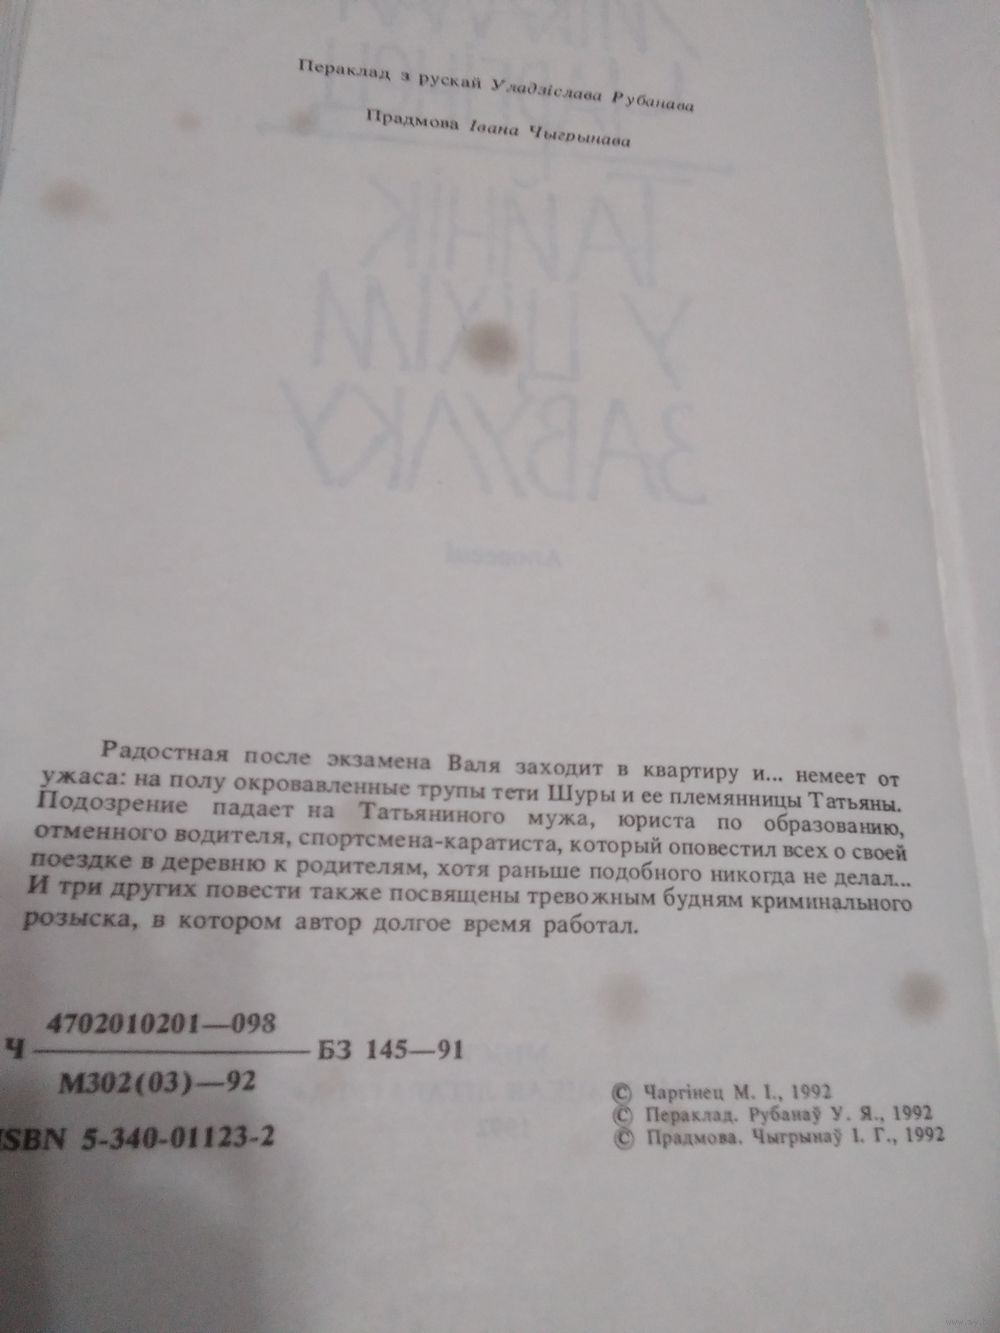 Пераклад з рускай Уладзіслава Рубанава
Прадмова Івана Чыгрынава
ТАЙНІК
У ЦІХІМ
ЗАВУЛКУ
Радостная после экзамена Валя заходит в квартиру и... немеет от
ужаса: на полу окровавленные трупы тети Шуры и ее племянницы Татьяны.
Подозрение падает на Татьяниного мужа, юриста по образованию,
отменного водителя, спортсмена-каратиста, который оповестил всех о своей
поездке в деревню к родителям, хотя раньше подобного никогда не делал...
И три других повести также посвящены тревожным будням криминального
розыска, в котором автор долгое время работал.
4702010201—098
Ч БЗ 145—91
М302(03)—92
ISBN 5-340-01123-2
© Чаргінец М. І., 1992
© Пераклад. Рубанаў У. Я., 1992
© Прадмова. Чыгрынаў І. Г., 1992